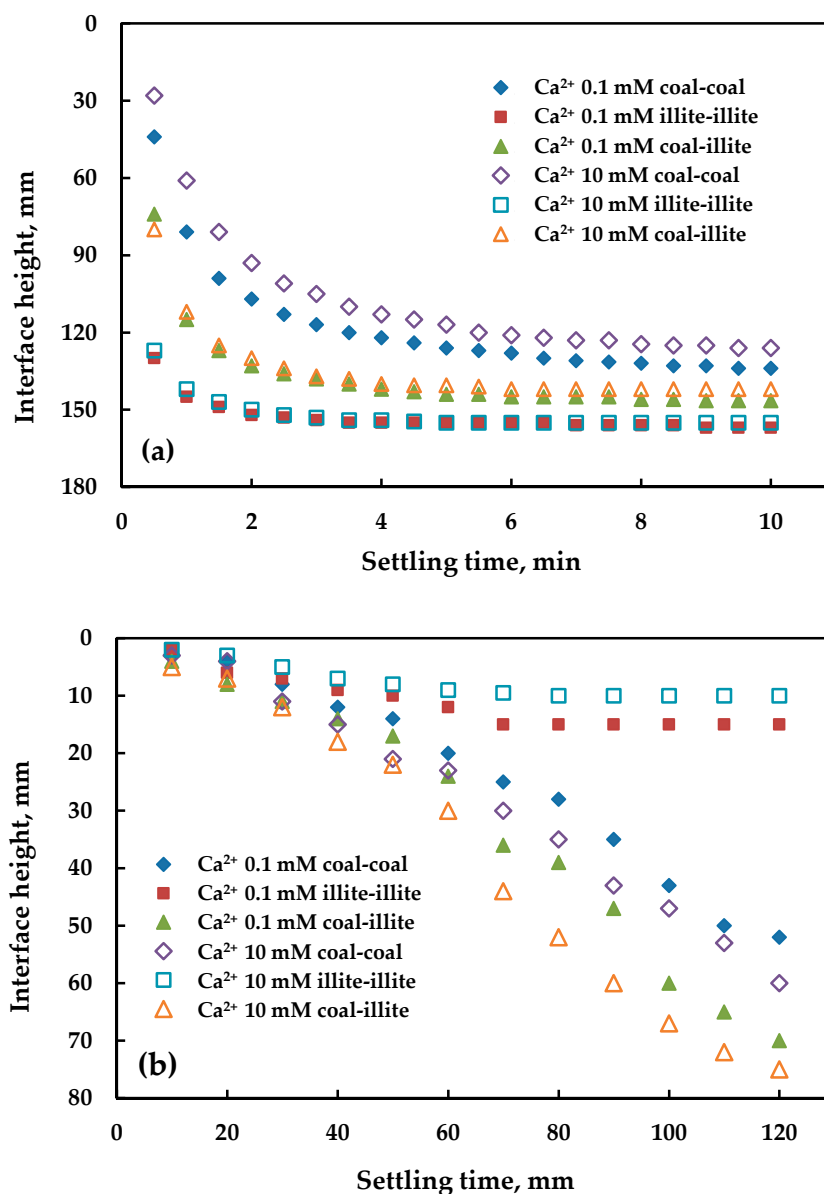 0
30
60
90
120
150
180
Interface height, mm
Ca²⁺ 0.1 mM coal-coal
Ca²⁺ 0.1 mM illite-illite
Ca²⁺ 0.1 mM coal-illite
Ca²⁺ 10 mM coal-coal
Ca²⁺ 10 mM illite-illite
Ca²⁺ 10 mM coal-illite
(a)
0 2 4 6 8 10
Settling time, min
0
10
20
30
40
50
60
70
80
Interface height, mm
Ca²⁺ 0.1 mM coal-coal
Ca²⁺ 0.1 mM illite-illite
Ca²⁺ 0.1 mM coal-illite
Ca²⁺ 10 mM coal-coal
Ca²⁺ 10 mM illite-illite
Ca²⁺ 10 mM coal-illite
(b)
0 20 40 60 80 100 120
Settling time, mm